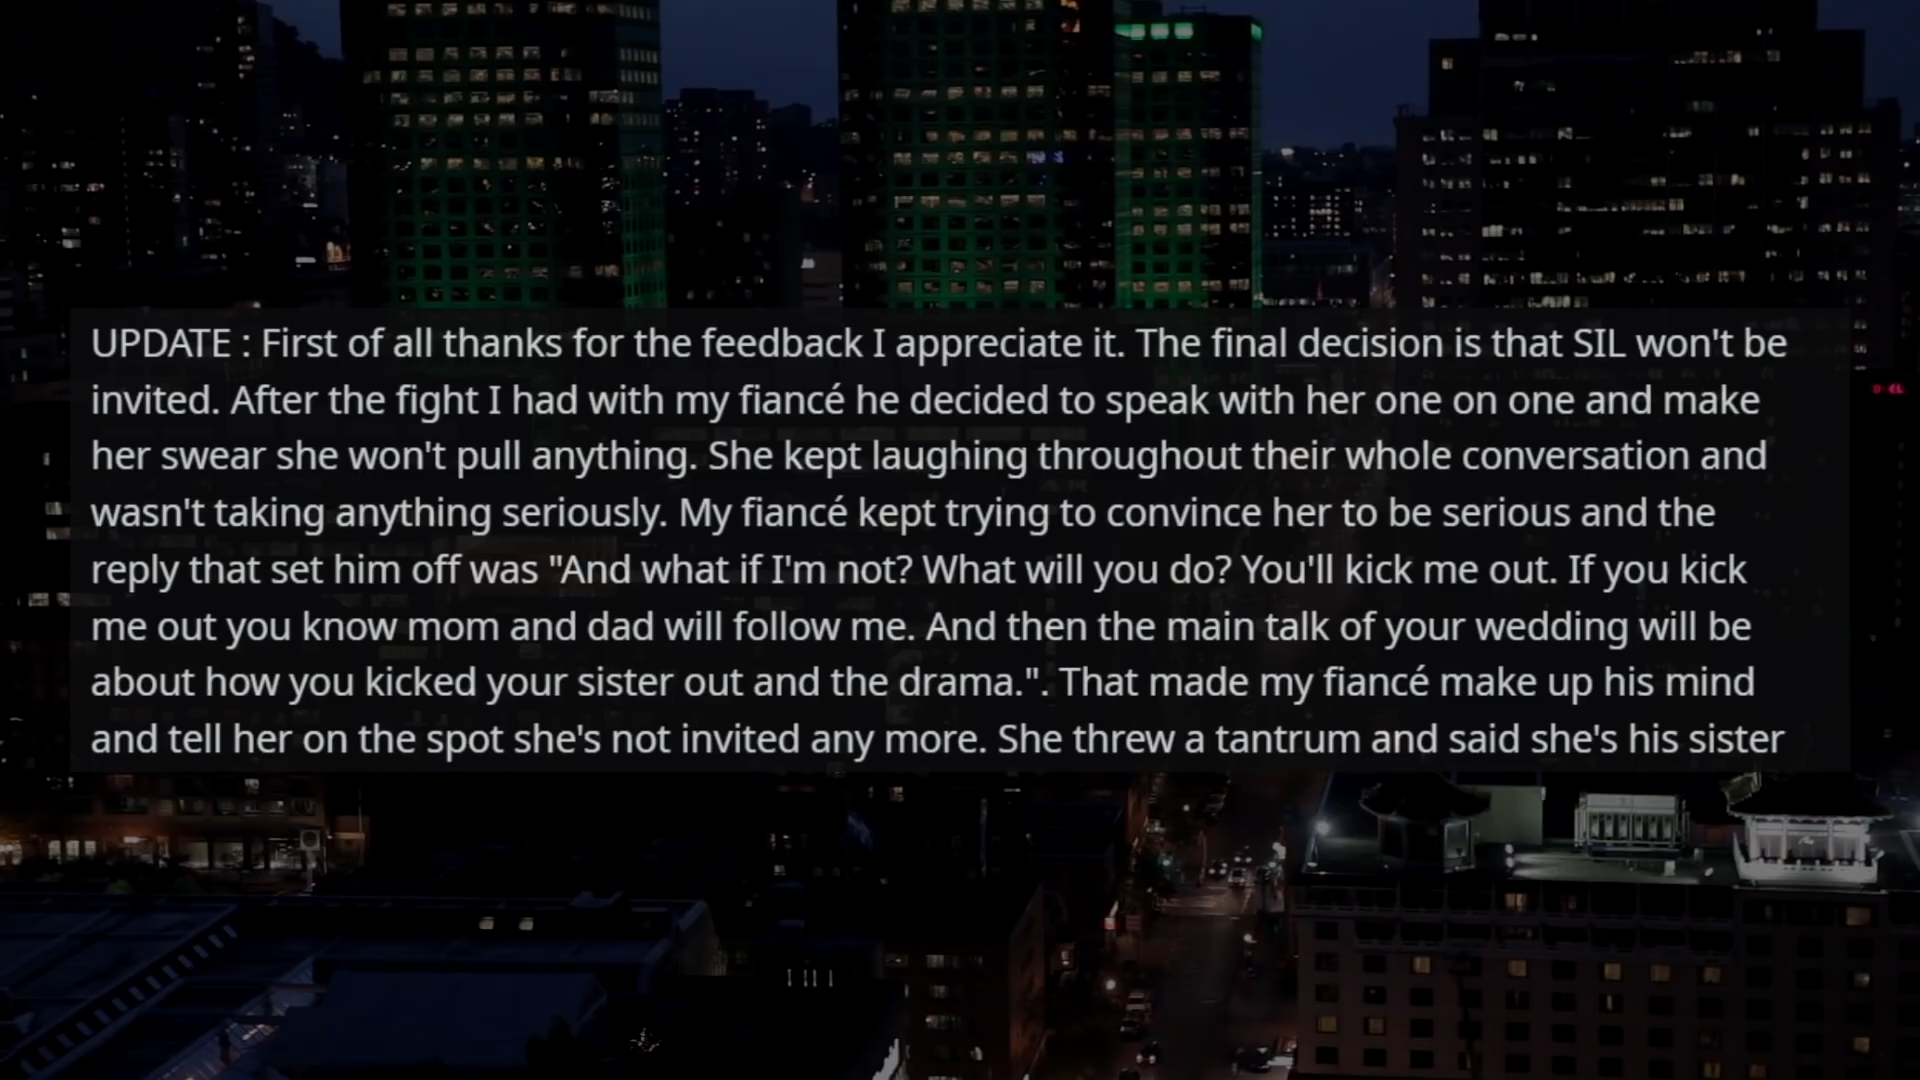 UPDATE : First of all thanks for the feedback I appreciate it. The final decision is that SIL won't be
invited. After the fight I had with my fiancé he decided to speak with her one on one and make
her swear she won't pull anything. She kept laughing throughout their whole conversation and
wasn't taking anything seriously. My fiancé kept trying to convince her to be serious and the
reply that set him off was "And what if I'm not? What will you do? You'll kick me out. If you kick
me out you know mom and dad will follow me. And then the main talk of your wedding will be
about how you kicked your sister out and the drama.". That made my fiancé make up his mind
and tell her on the spot she's not invited any more. She threw a tantrum and said she's his sister